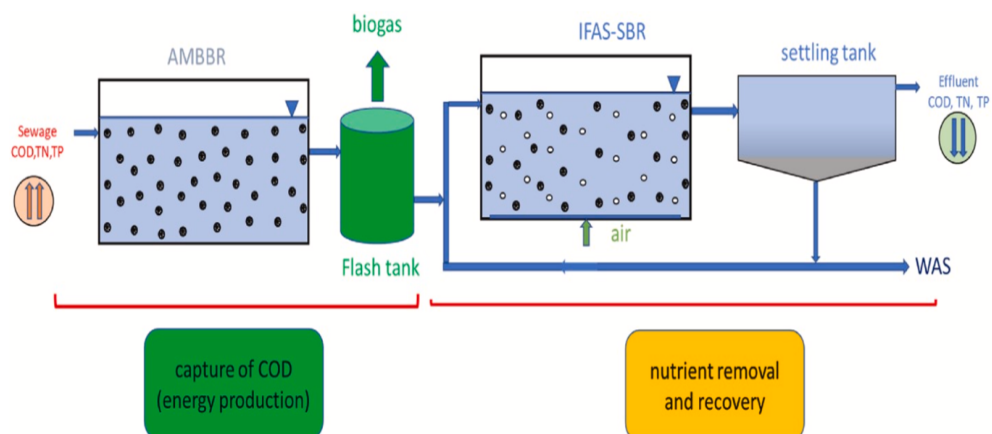 biogas
AMBBR
IFAS-SBR
settling tank
Sewage
COD,TN,TP
Effluent
COD, TN, TP
air
Flash tank
WAS
capture of COD
(energy production)
nutrient removal
and recovery